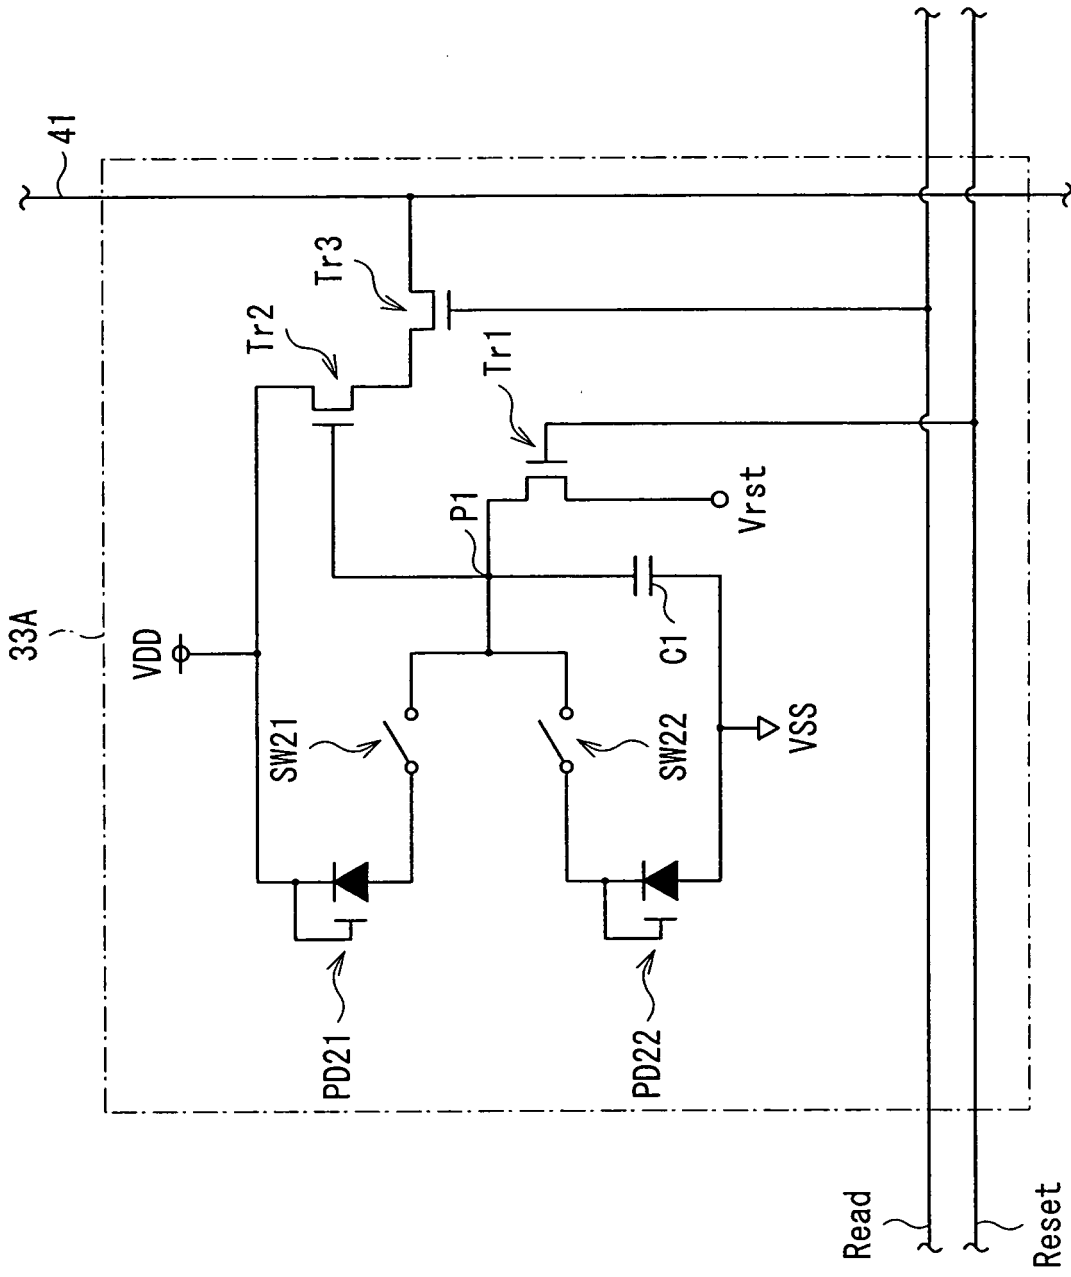 33A
41
VDD
Tr2
Tr3
SW21
P1
Tr1
PD21
SW22
C1
Vrst
PD22
VSS
Read
Reset